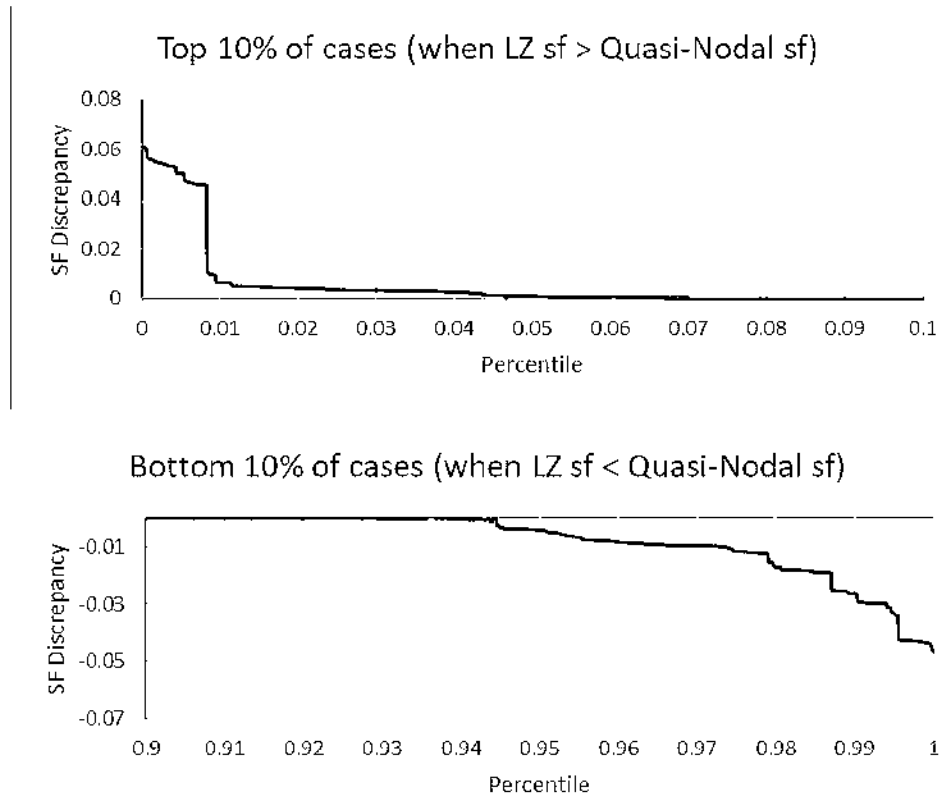 Top 10% of cases (when LZ sf > Quasi-Nodal sf)
0.08
0.06
0.04
0.02
0
SF Discrepancy
0 0.01 0.02 0.03 0.04 0.05 0.06 0.07 0.08 0.09 0.1
Percentile
Bottom 10% of cases (when LZ sf < Quasi-Nodal sf)
-0.01
-0.03
-0.05
-0.07
SF Discrepancy
0.9 0.91 0.92 0.93 0.94 0.95 0.96 0.97 0.98 0.99 1
Percentile